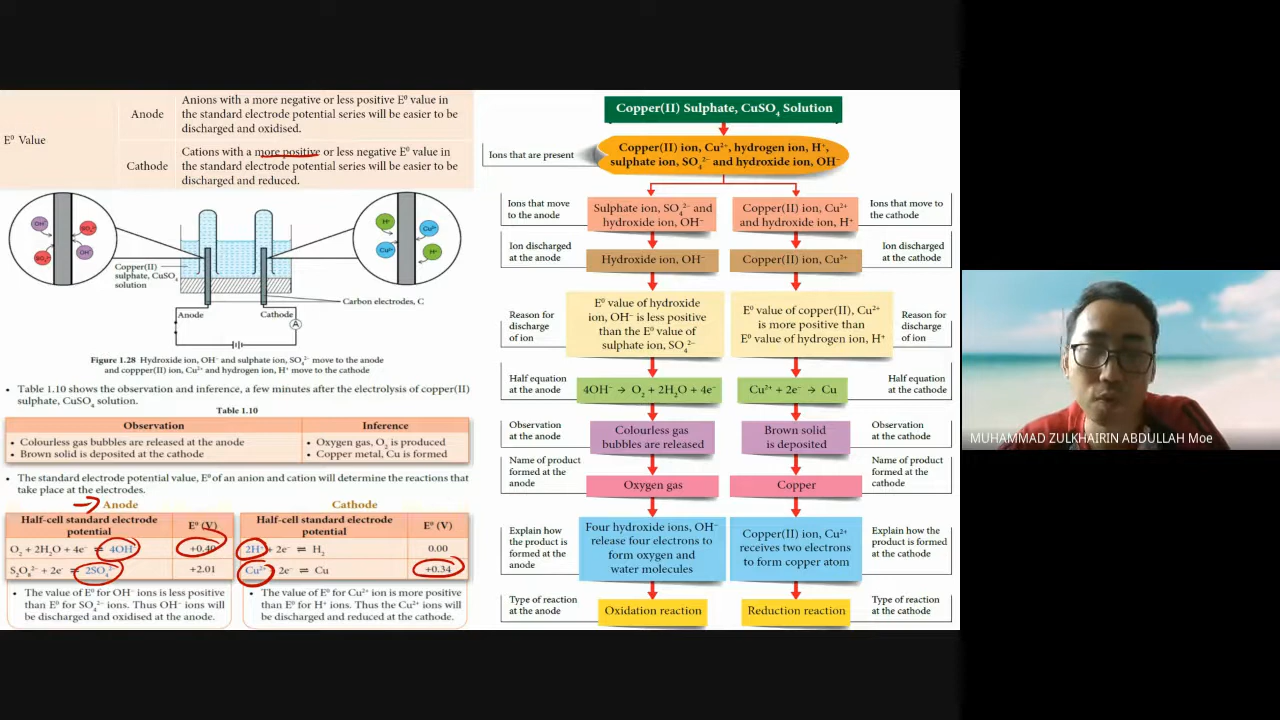 E⁰ Value
Anode
Anions with a more negative or less positive E⁰ value in
the standard electrode potential series will be easier to be
discharged and oxidised.
Cathode
Cations with a more positive or less negative E⁰ value in
the standard electrode potential series will be easier to be
discharged and reduced.
OH⁻
SO₄²⁻
SO₄²⁻
OH⁻
Copper(II)
sulphate, CuSO₄
solution
Anode
Cathode
A
Carbon electrodes, C
H⁺
Cu²⁺
Cu²⁺
H⁺
Figure 1.28 Hydroxide ion, OH⁻ and sulphate ion, SO₄²⁻ move to the anode
and coppper(II) ion, Cu²⁺ and hydrogen ion, H⁺ move to the cathode
• Table 1.10 shows the observation and inference, a few minutes after the electrolysis of copper(II)
sulphate, CuSO₄ solution.
Table 1.10
Observation
Inference
• Colourless gas bubbles are released at the anode
• Oxygen gas, O₂ is produced
• Brown solid is deposited at the cathode
• Copper metal, Cu is formed
• The standard electrode potential value, E⁰ of an anion and cation will determine the reactions that
take place at the electrodes.
Anode
Half-cell standard electrode
potential
E⁰ (V)
O₂ + 2H₂O + 4e⁻ ⇌ 4OH⁻
+0.40
S₂O₈²⁻ + 2e⁻ ⇌ 2SO₄²⁻
+2.01
• The value of E⁰ for OH⁻ ions is less positive
than E⁰ for SO₄²⁻ ions. Thus OH⁻ ions will
be discharged and oxidised at the anode.
Cathode
Half-cell standard electrode
potential
E⁰ (V)
2H⁺ + 2e⁻ ⇌ H₂
0.00
Cu²⁺ + 2e⁻ ⇌ Cu
+0.34
• The value of E⁰ for Cu²⁺ ion is more positive
than E⁰ for H⁺ ions. Thus the Cu²⁺ ions will
be discharged and reduced at the cathode.
Copper(II) Sulphate, CuSO₄ Solution
Ions that are present
Copper(II) ion, Cu²⁺, hydrogen ion, H⁺,
sulphate ion, SO₄²⁻ and hydroxide ion, OH⁻
Ions that move
to the anode
Sulphate ion, SO₄²⁻ and
hydroxide ion, OH⁻
Copper(II) ion, Cu²⁺
and hydroxide ion, H⁺
Ions that move to
the cathode
Ion discharged
at the anode
Hydroxide ion, OH⁻
Copper(II) ion, Cu²⁺
Ion discharged
at the cathode
Reason for
discharge
of ion
E⁰ value of hydroxide
ion, OH⁻ is less positive
than the E⁰ value of
sulphate ion, SO₄²⁻
E⁰ value of copper(II), Cu²⁺
is more positive than
E⁰ value of hydrogen ion, H⁺
Reason for
discharge
of ion
Half equation
at the anode
4OH⁻ → O₂ + 2H₂O + 4e⁻
Cu²⁺ + 2e⁻ → Cu
Half equation
at the cathode
Observation
at the anode
Colourless gas
bubbles are released
Brown solid
is deposited
Observation
at the cathode
Name of product
formed at the
anode
Oxygen gas
Copper
Name of product
formed at the
cathode
Explain how
the product is
formed at the
anode
Four hydroxide ions, OH⁻
release four electrons to
form oxygen and
water molecules
Copper(II) ion, Cu²⁺
receives two electrons
to form copper atom
Explain how the
product is formed
at the cathode
Type of reaction
at the anode
Oxidation reaction
Reduction reaction
Type of reaction
at the cathode
MUHAMMAD ZULKHAIRIN ABDULLAH Moe